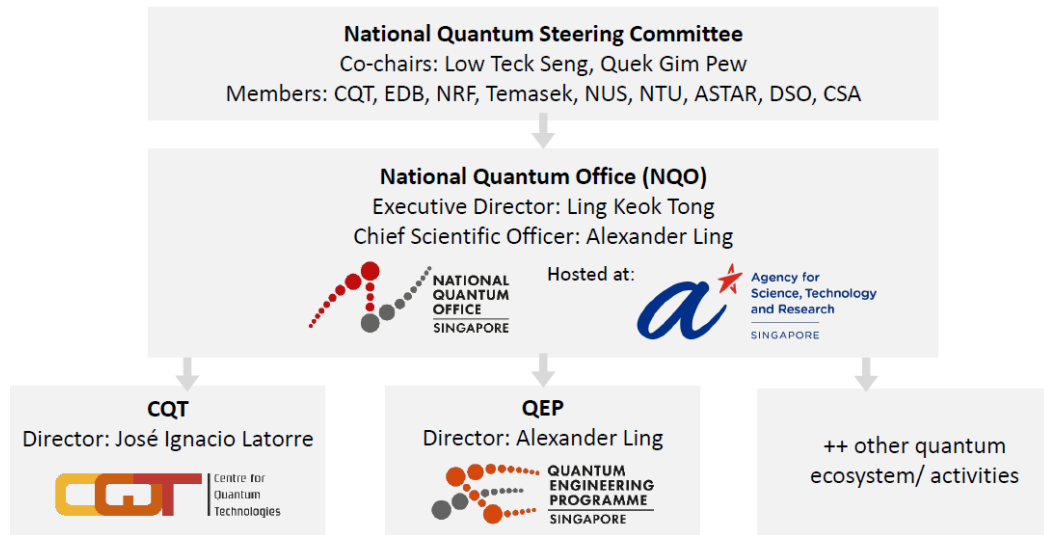 National Quantum Steering Committee
Co-chairs: Low Teck Seng, Quek Gim Pew
Members: CQT, EDB, NRF, Temasek, NUS, NTU, ASTAR, DSO, CSA
National Quantum Office (NQO)
Executive Director: Ling Keok Tong
Chief Scientific Officer: Alexander Ling
NATIONAL
QUANTUM
OFFICE
SINGAPORE
Hosted at:
a
Agency for
Science, Technology
and Research
SINGAPORE
CQT
Director: José Ignacio Latorre
CQT
Centre for
Quantum
Technologies
QEP
Director: Alexander Ling
QUANTUM
ENGINEERING
PROGRAMME
SINGAPORE
++ other quantum
ecosystem/ activities